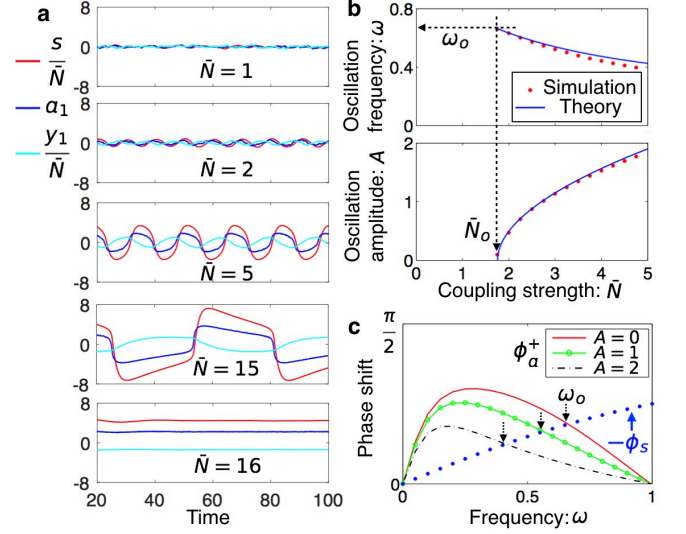 a
s
N̄
a₁
y₁
N̄
8
0
-8
N̄ = 1
8
0
-8
N̄ = 2
8
0
-8
N̄ = 5
8
0
-8
N̄ = 15
8
0
-8
N̄ = 16
20 40 60 80 100
Time
b
Oscillation
frequency: ω
0.8
0.4
0
ωₒ
Simulation
Theory
Oscillation
amplitude: A
2
1
0
N̄ₒ
0 1 2 3 4 5
Coupling strength: N̄
c
Phase shift
π
2
0
ϕₐ⁺
A = 0
A = 1
A = 2
ωₒ
−ϕₛ
0 0.5 1
Frequency: ω